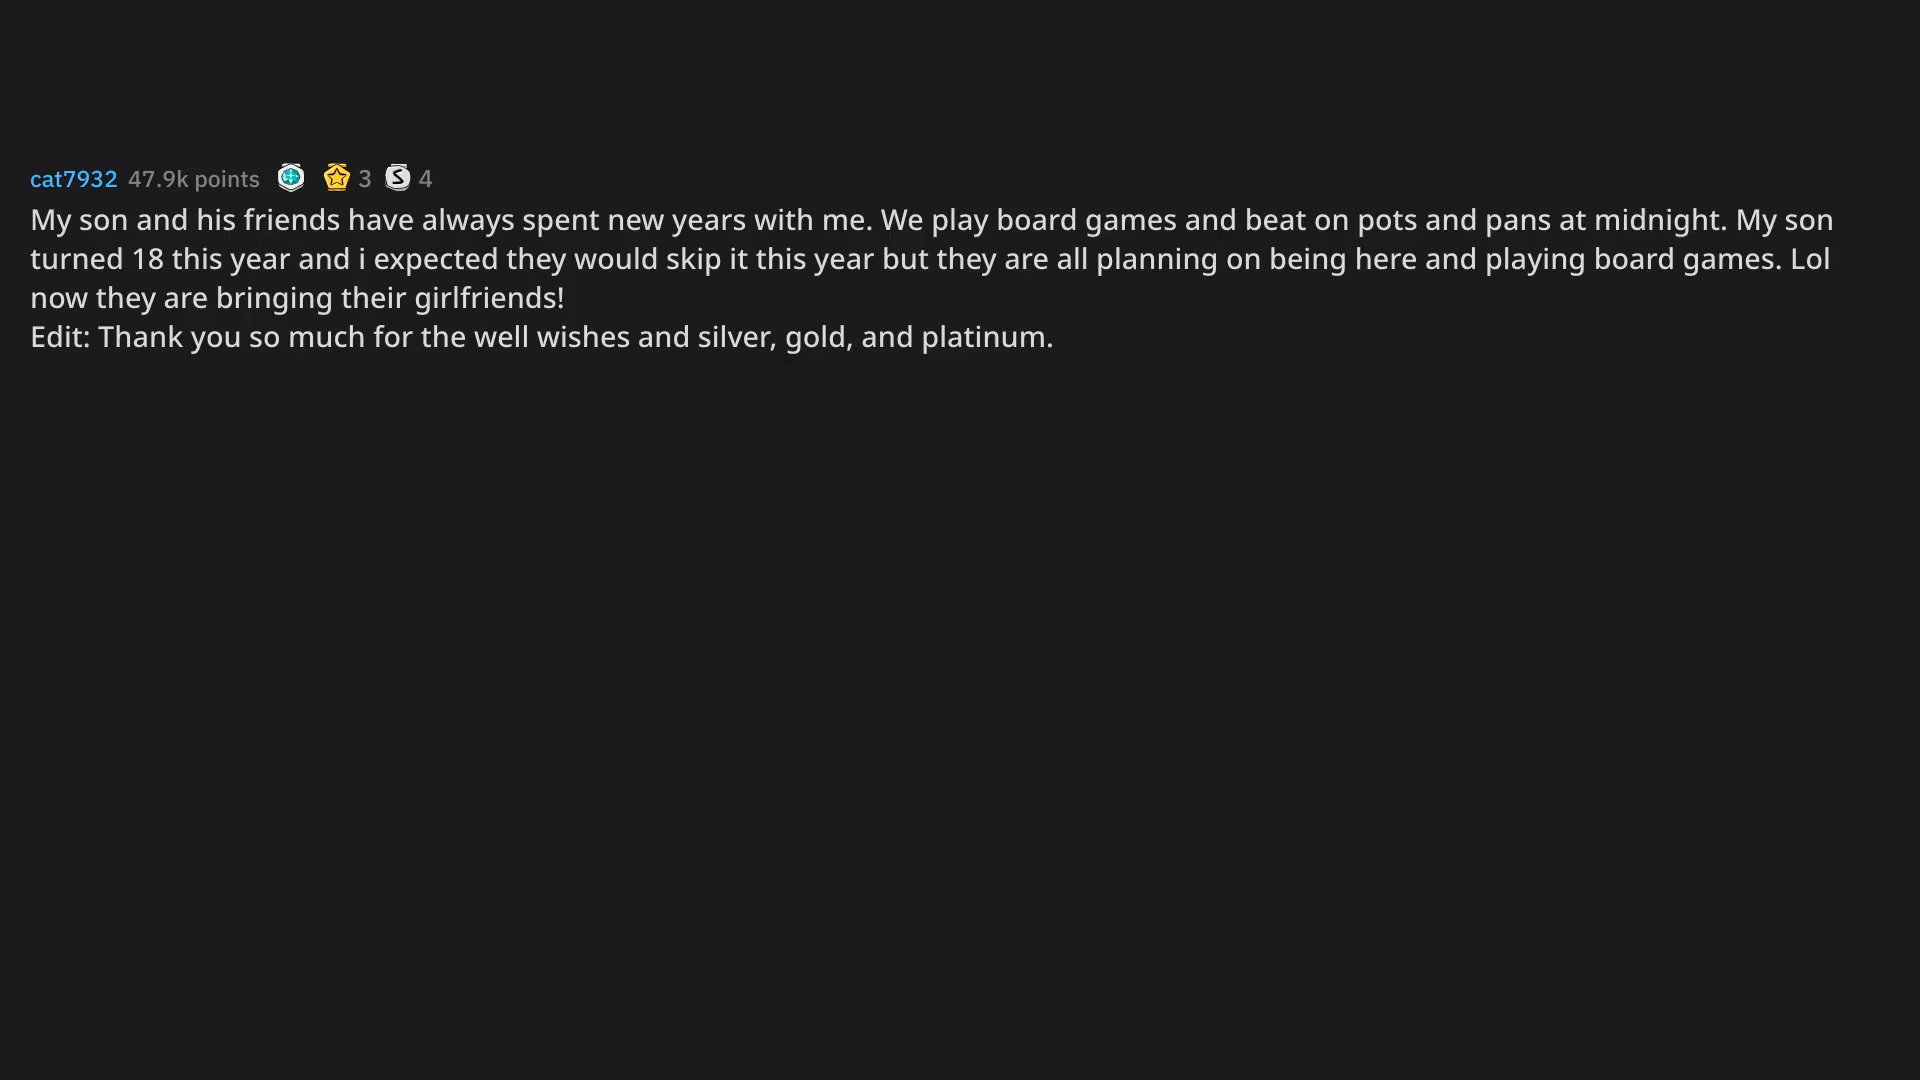 cat7932 47.9k points 3 S 4
My son and his friends have always spent new years with me. We play board games and beat on pots and pans at midnight. My son
turned 18 this year and i expected they would skip it this year but they are all planning on being here and playing board games. Lol
now they are bringing their girlfriends!
Edit: Thank you so much for the well wishes and silver, gold, and platinum.